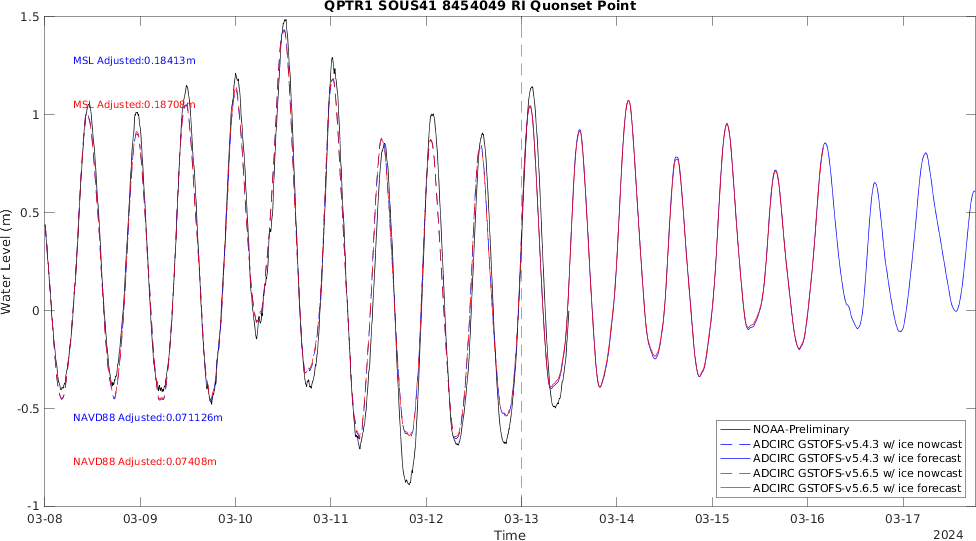 QPTR1 SOUS41 8454049 RI Quonset Point
1.5
1
0.5
0
-0.5
-1
Water Level (m)
MSL Adjusted:0.18413m
MSL Adjusted:0.18708m
NAVD88 Adjusted:0.071126m
NAVD88 Adjusted:0.07408m
NOAA-Preliminary
ADCIRC GSTOFS-v5.4.3 w/ ice nowcast
ADCIRC GSTOFS-v5.4.3 w/ ice forecast
ADCIRC GSTOFS-v5.6.5 w/ ice nowcast
ADCIRC GSTOFS-v5.6.5 w/ ice forecast
03-08 03-09 03-10 03-11 03-12 03-13 03-14 03-15 03-16 03-17
Time
2024